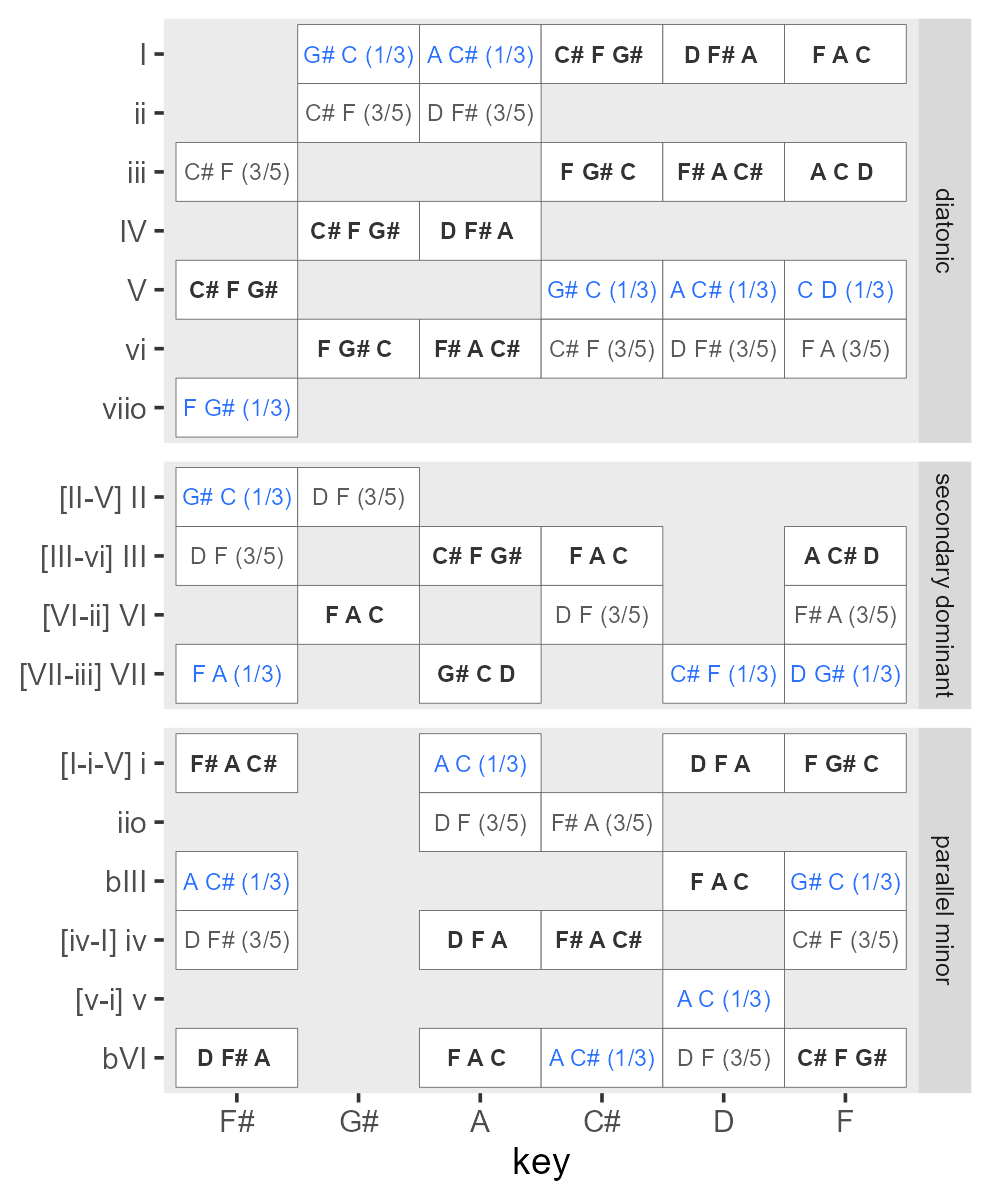 I G# C (1/3) A C# (1/3) C# F G# D F# A F A C
ii C# F (3/5) D F# (3/5)
iii C# F (3/5) F G# C F# A C# A C D
IV C# F G# D F# A
V C# F G# G# C (1/3) A C# (1/3) C D (1/3)
vi F G# C F# A C# C# F (3/5) D F# (3/5) F A (3/5)
viio F G# (1/3)
diatonic
[II-V] II G# C (1/3) D F (3/5)
[III-vi] III D F (3/5) C# F G# F A C A C# D
[VI-ii] VI F A C D F (3/5) F# A (3/5)
[VII-iii] VII F A (1/3) G# C D C# F (1/3) D G# (1/3)
secondary dominant
[I-i-V] i F# A C# A C (1/3) D F A F G# C
iio D F (3/5) F# A (3/5)
bIII A C# (1/3) F A C G# C (1/3)
[iv-I] iv D F# (3/5) D F A F# A C# C# F (3/5)
[v-i] v A C (1/3)
bVI D F# A F A C A C# (1/3) D F (3/5) C# F G#
parallel minor
F# G# A C# D F
key